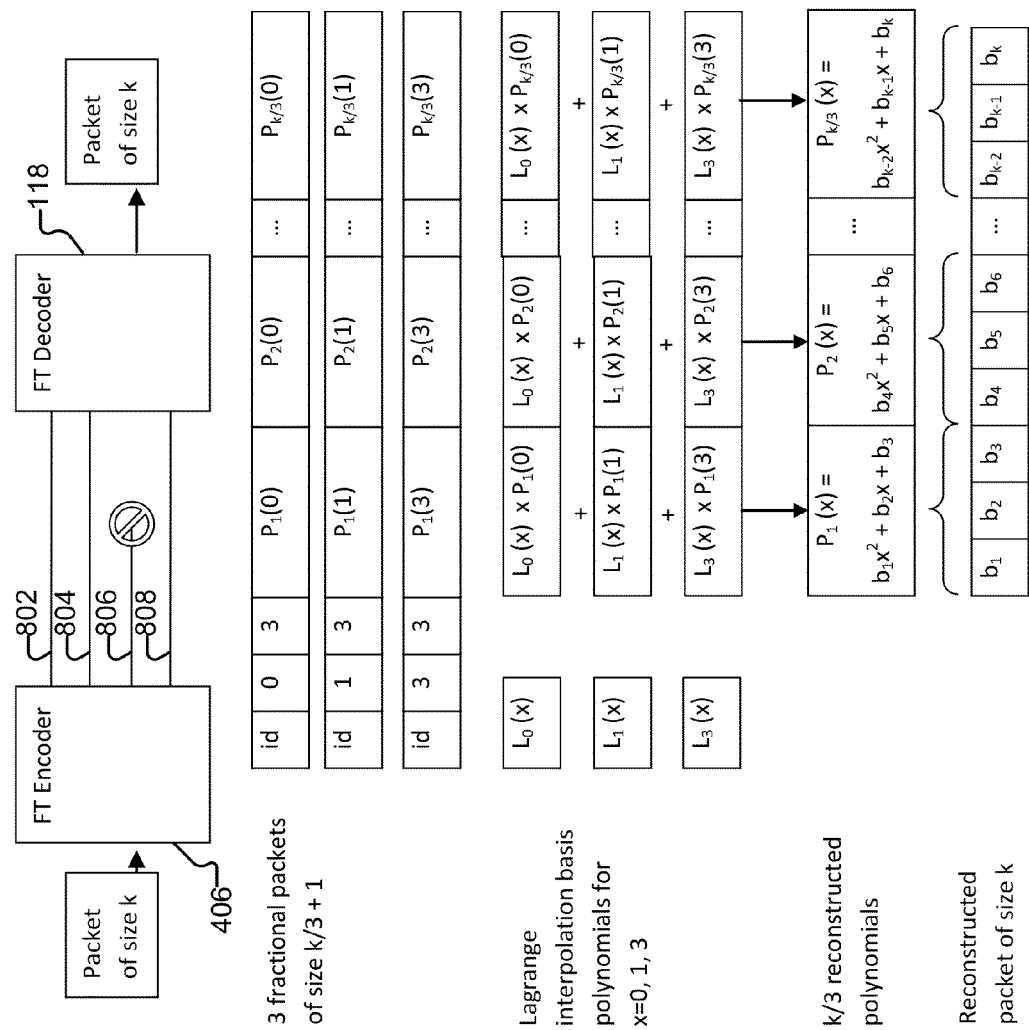 Packet
of size k
406
FT Encoder
802
804
806
808
FT Decoder
118
Packet
of size k
3 fractional packets
of size k/3 + 1
id 0 3 P1(0) P2(0) ... Pk/3(0)
id 1 3 P1(1) P2(1) ... Pk/3(1)
id 3 3 P1(3) P2(3) ... Pk/3(3)
Lagrange
interpolation basis
polynomials for
x=0, 1, 3
L0 (x) L0 (x) x P1(0) L0 (x) x P2(0) ... L0 (x) x Pk/3(0)
+ + +
L1 (x) L1 (x) x P1(1) L1 (x) x P2(1) ... L1 (x) x Pk/3(1)
+ + +
L3 (x) L3 (x) x P1(3) L3 (x) x P2(3) ... L3 (x) x Pk/3(3)
k/3 reconstructed
polynomials
P1 (x) = P2 (x) = ... Pk/3 (x) =
b1x² + b2x + b3 b4x² + b5x + b6 bk-2x² + bk-1x + bk
Reconstructed
packet of size k
b1 b2 b3 b4 b5 b6 ... bk-2 bk-1 bk